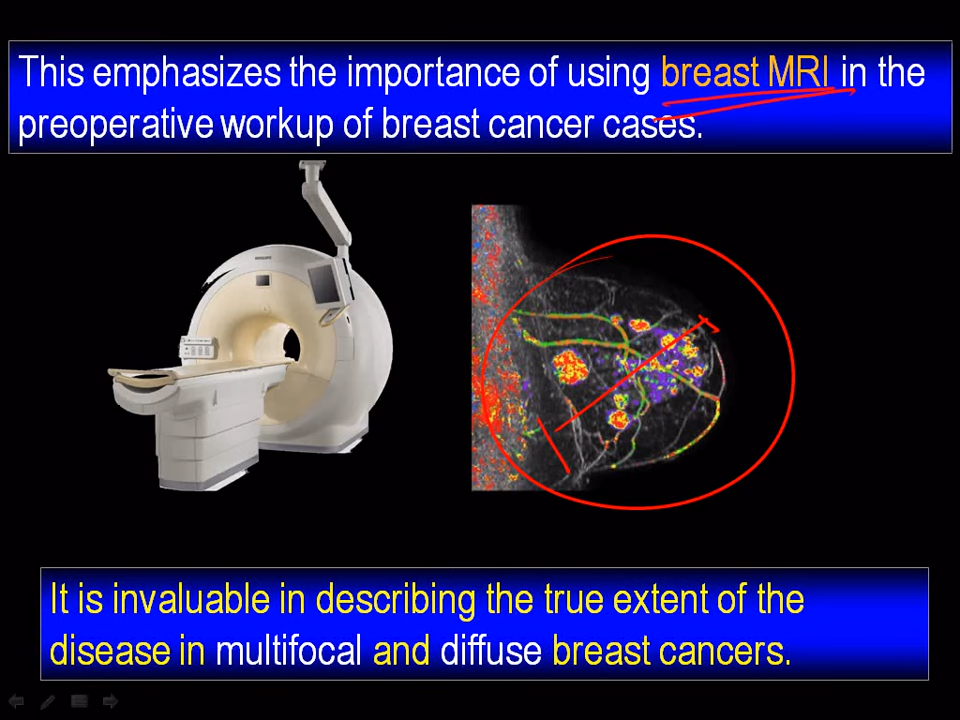 This emphasizes the importance of using breast MRI in the
preoperative workup of breast cancer cases.
PHILIPS
It is invaluable in describing the true extent of the
disease in multifocal and diffuse breast cancers.